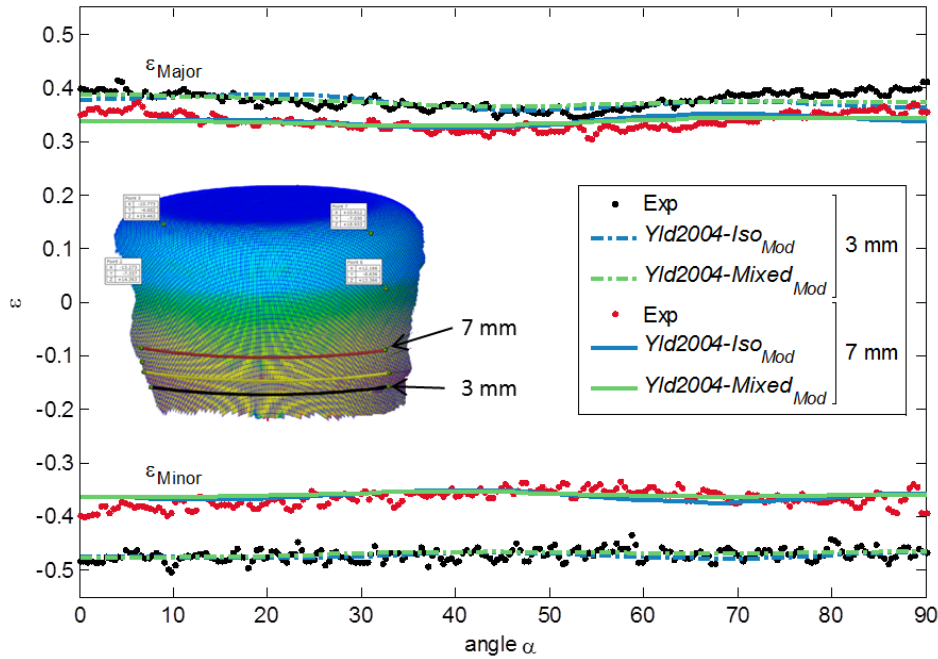 0.5
0.4
0.3
0.2
0.1
0
-0.1
-0.2
-0.3
-0.4
-0.5
ε
εMajor
εMinor
7 mm
3 mm
Exp
Yld2004-IsoMod
Yld2004-MixedMod
3 mm
Exp
Yld2004-IsoMod
Yld2004-MixedMod
7 mm
0 10 20 30 40 50 60 70 80 90
angle α